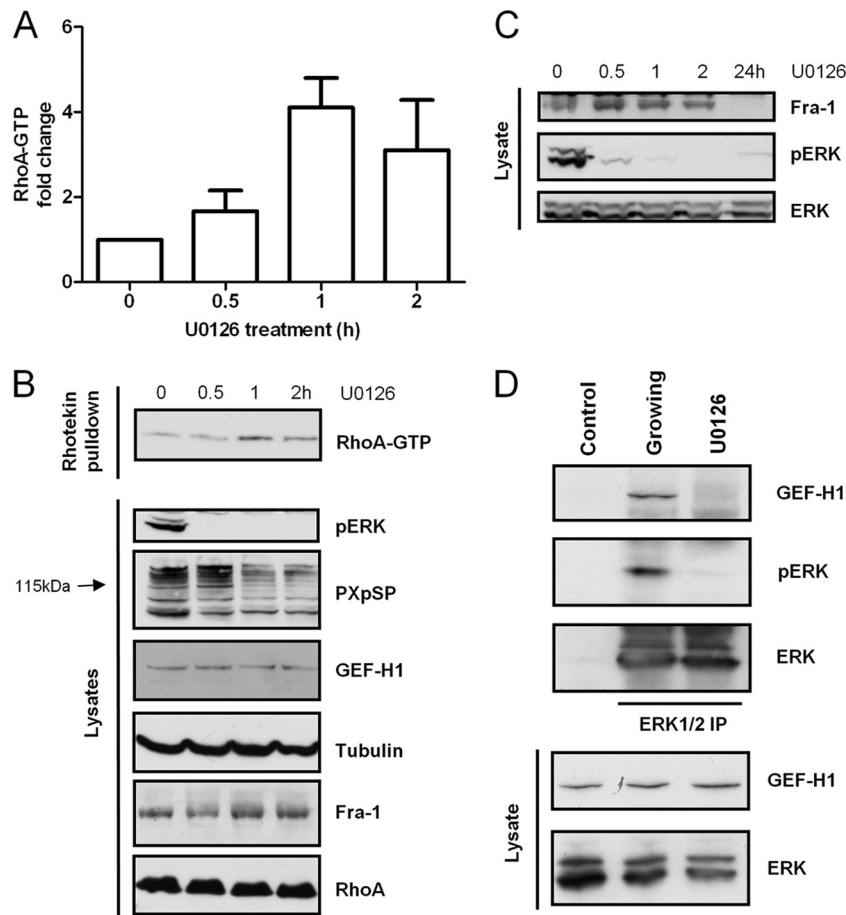 A
6
4
2
0
RhoA-GTP
fold change
0 0.5 1 2
U0126 treatment (h)
B
Rhotekin
pulldown
0 0.5 1 2h U0126
RhoA-GTP
Lysates
pERK
115kDa
PXpSP
GEF-H1
Tubulin
Fra-1
RhoA
C
0 0.5 1 2 24h U0126
Lysate
Fra-1
pERK
ERK
D
Control
Growing
U0126
GEF-H1
pERK
ERK
ERK1/2 IP
Lysate
GEF-H1
ERK